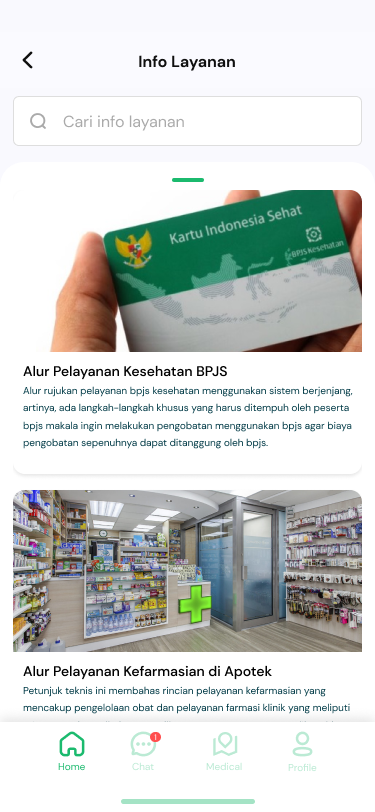 Info Layanan
Cari info layanan
Kartu Indonesia Sehat
BPJS Kesehatan
Alur Pelayanan Kesehatan BPJS
Alur rujukan pelayanan bpjs kesehatan menggunakan sistem berjenjang,
artinya, ada langkah-langkah khusus yang harus ditempuh oleh peserta
bpjs makala ingin melakukan pengobatan menggunakan bpjs agar biaya
pengobatan sepenuhnya dapat ditanggung oleh bpjs.
Alur Pelayanan Kefarmasian di Apotek
Petunjuk teknis ini membahas rincian pelayanan kefarmasian yang
mencakup pengelolaan obat dan pelayanan farmasi klinik yang meliputi
1
Home Chat Medical Profile